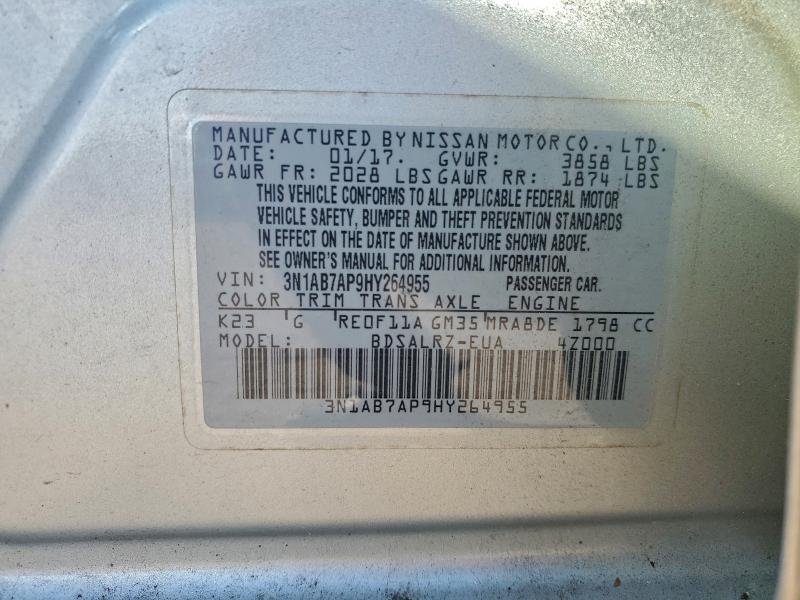 MANUFACTURED BY NISSAN MOTOR CO., LTD.
DATE: 01/17. GVWR: 3858 LBS
GAWR FR: 2028 LBS GAWR RR: 1874 LBS
THIS VEHICLE CONFORMS TO ALL APPLICABLE FEDERAL MOTOR
VEHICLE SAFETY, BUMPER AND THEFT PREVENTION STANDARDS
IN EFFECT ON THE DATE OF MANUFACTURE SHOWN ABOVE.
SEE OWNER'S MANUAL FOR ADDITIONAL INFORMATION.
VIN: 3N1AB7AP9HY264955 PASSENGER CAR.
COLOR TRIM TRANS AXLE ENGINE
K23 G RE0F11A GM35 MRA8DE 1798 CC
MODEL: BDSALRZ-EUA 4Z000
3N1AB7AP9HY264955